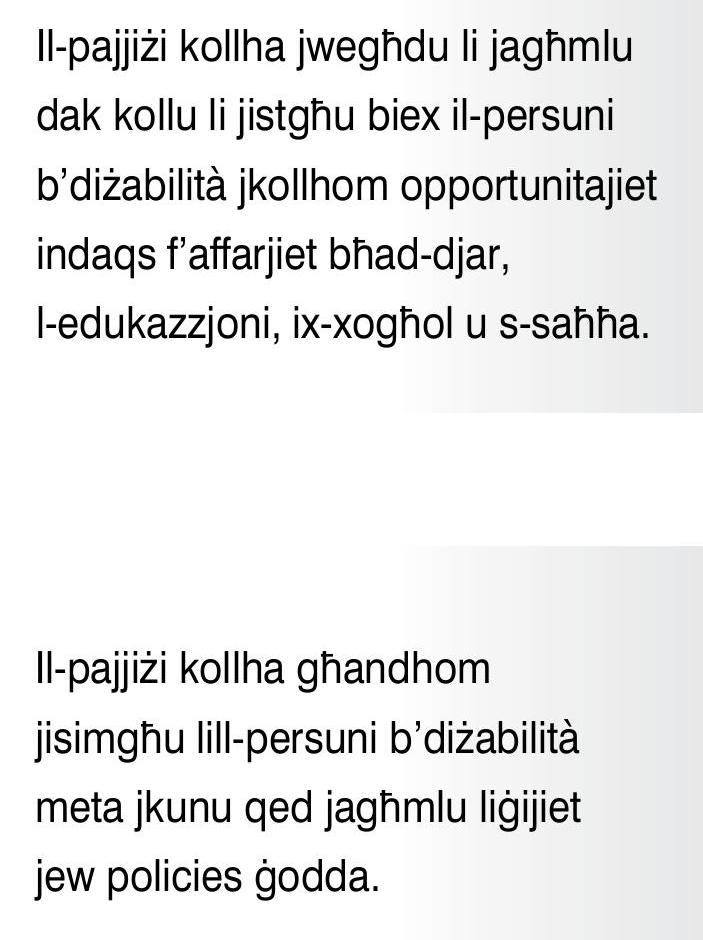 Il-pajjiżi kollha jwegħdu li jagħmlu
dak kollu li jistgħu biex il-persuni
b’diżabilità jkollhom opportunitajiet
indaqs f’affarjiet bħad-djar,
l-edukazzjoni, ix-xogħol u s-saħħa.
Il-pajjiżi kollha għandhom
jisimgħu lill-persuni b’diżabilità
meta jkunu qed jagħmlu liġijiet
jew policies ġodda.